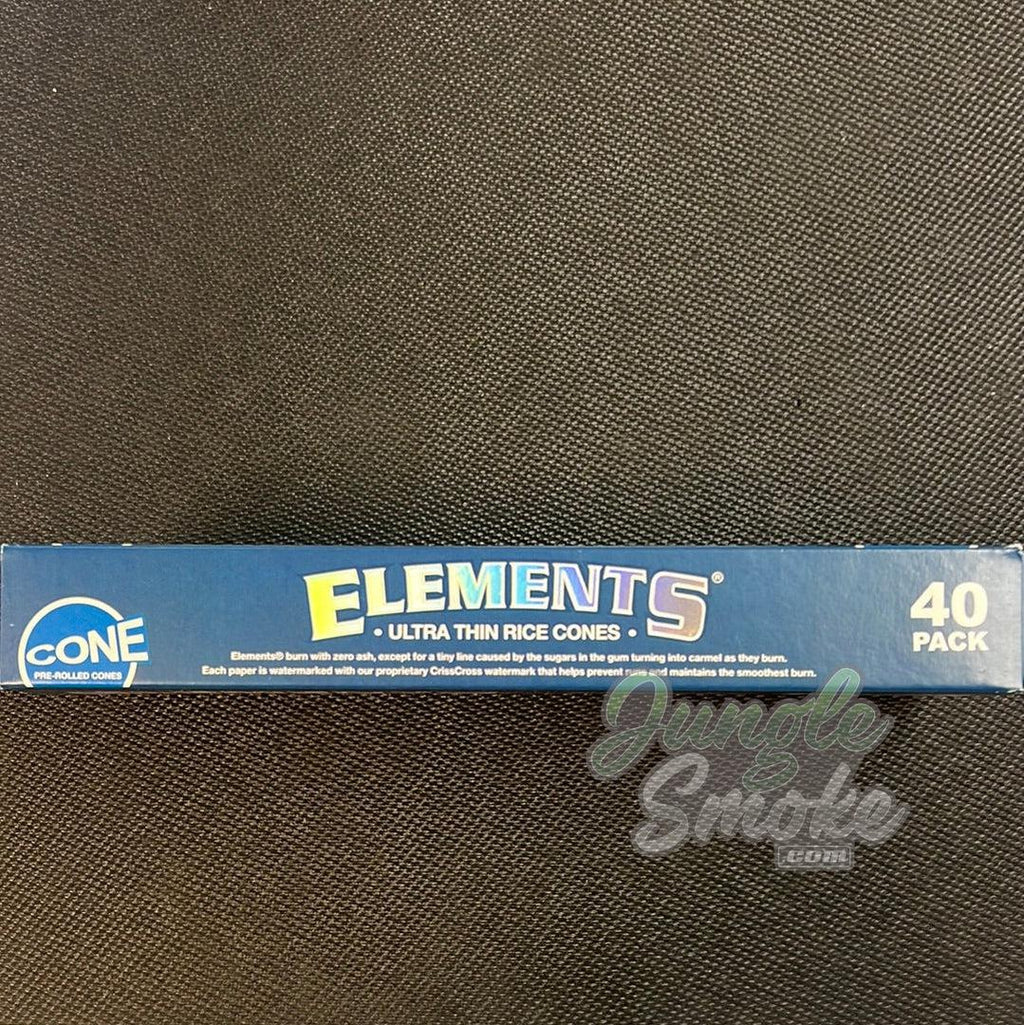 CONE
PRE-ROLLED CONES
ELEMENTS®
• ULTRA THIN RICE CONES •
Elements® burn with zero ash, except for a tiny line caused by the sugars in the gum turning into carmel as they burn.
Each paper is watermarked with our proprietary CrissCross watermark that helps prevent runs and maintains the smoothest burn.
40
PACK
Jungle
Smoke
.com